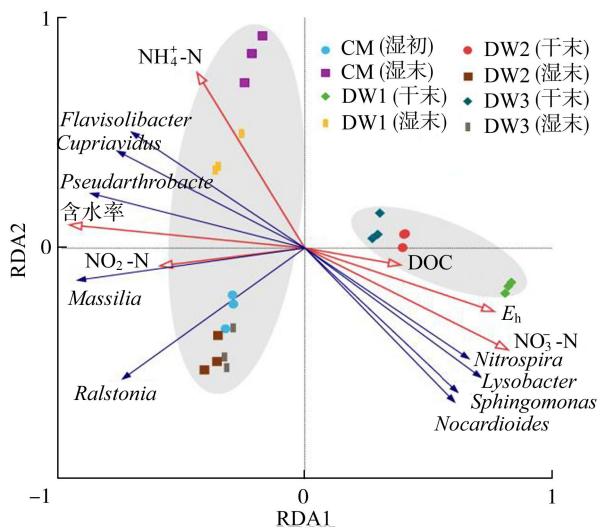 1
NH₄⁺-N
CM (湿初)
DW2 (干末)
CM (湿末)
DW2 (湿末)
DW1 (干末)
DW3 (干末)
DW1 (湿末)
DW3 (湿末)
Flavisolibacter
Cupriavidus
Pseudarthrobacte
含水率
RDA2
0
NO₂-N
DOC
Massilia
Eh
NO₃⁻-N
Nitrospira
Ralstonia
Lysobacter
Sphingomonas
Nocardioides
-1
0
1
RDA1